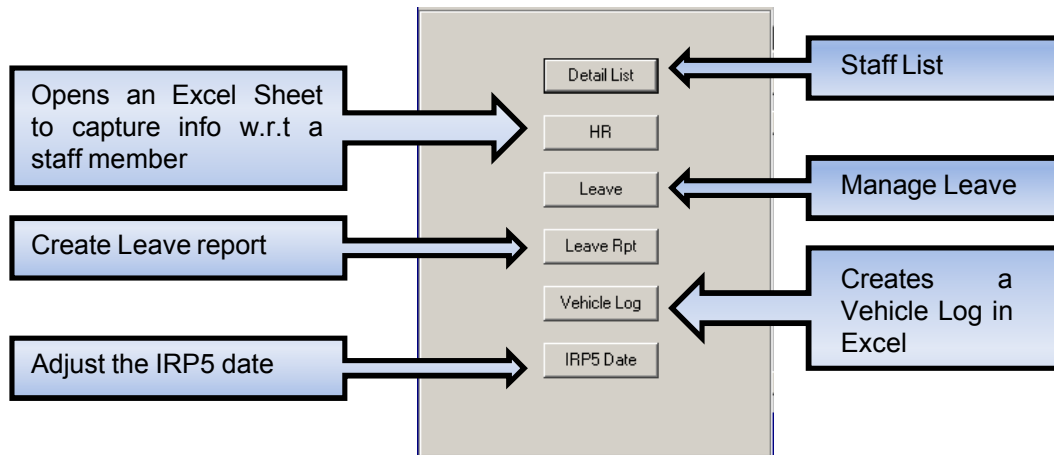 Detail List
Staff List
Opens an Excel Sheet
to capture info w.r.t a
staff member
HR
Leave
Manage Leave
Create Leave report
Leave Rpt
Vehicle Log
Creates a
Vehicle Log in
Excel
Adjust the IRP5 date
IRP5 Date